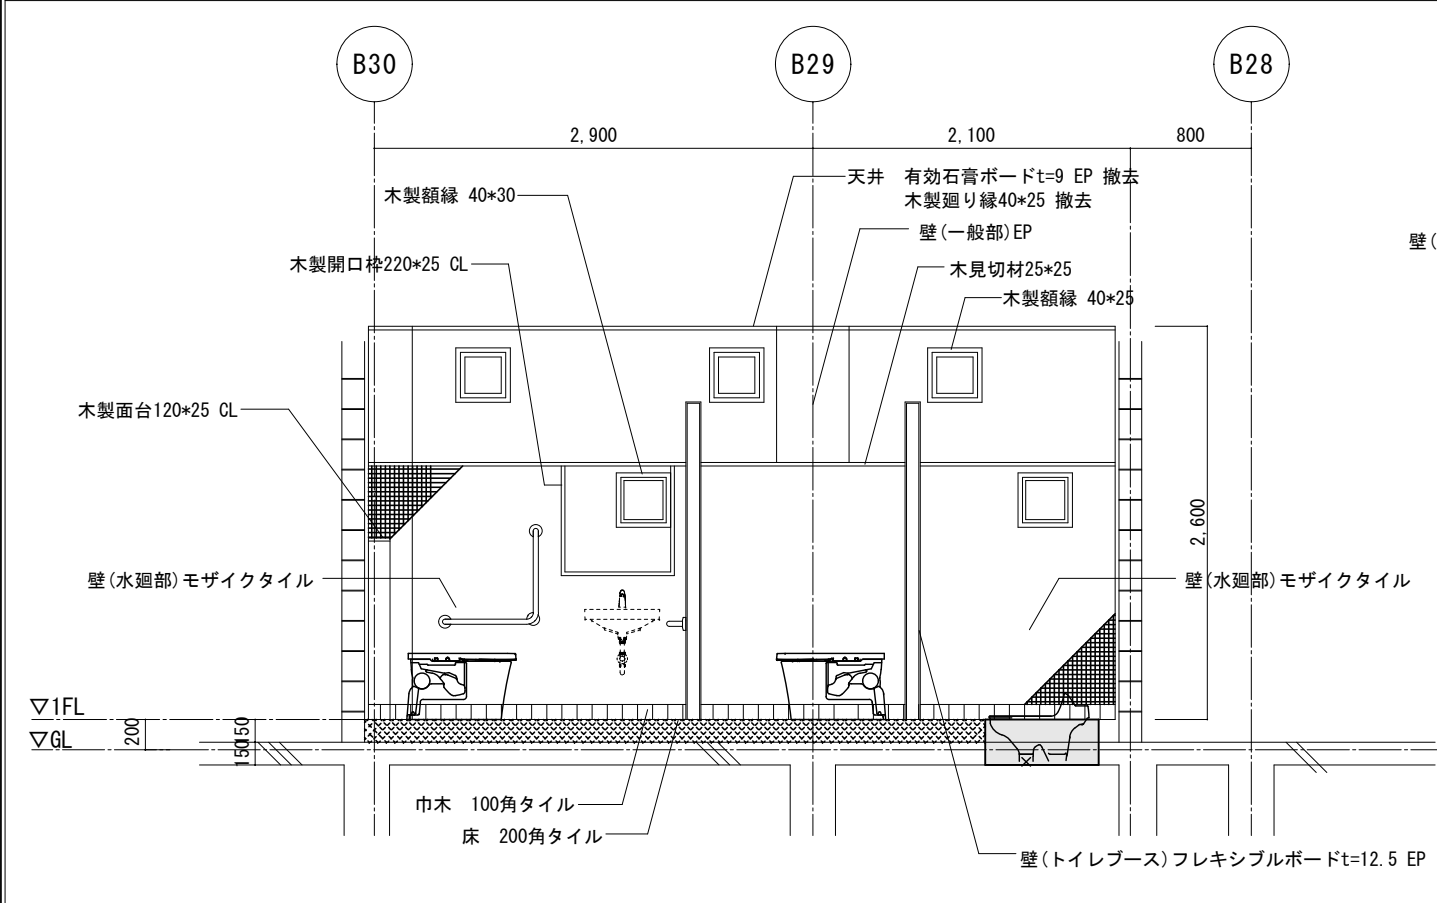 B30
B29
B28
2,900
2,100
800
天井　有効石膏ボードt=9 EP 撤去
木製廻り縁40*25 撤去
木製額縁 40*30
壁(一般部)EP
壁(
木製開口枠220*25 CL
木見切材25*25
木製額縁 40*25
木製面台120*25 CL
2,600
壁(水廻部)モザイクタイル
壁(水廻部)モザイクタイル
▽1FL
▽GL
200
150
150
巾木　100角タイル
床　200角タイル
壁(トイレブース)フレキシブルボードt=12.5 EP